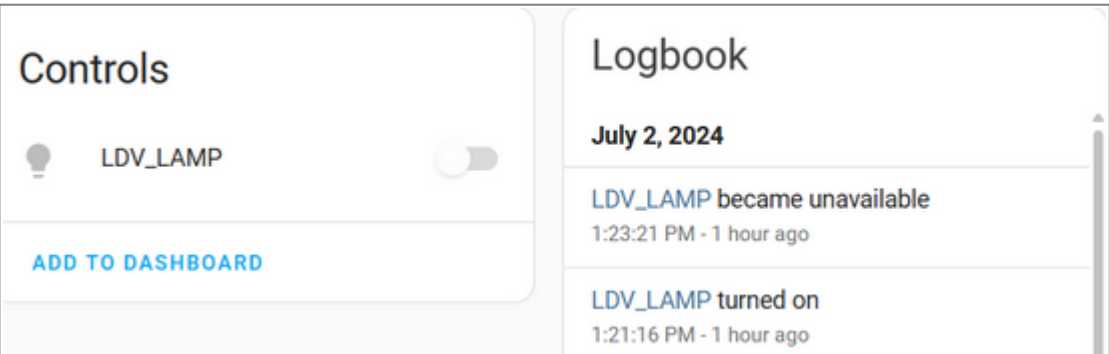 Controls
LDV_LAMP
ADD TO DASHBOARD
Logbook
July 2, 2024
LDV_LAMP became unavailable
1:23:21 PM - 1 hour ago
LDV_LAMP turned on
1:21:16 PM - 1 hour ago